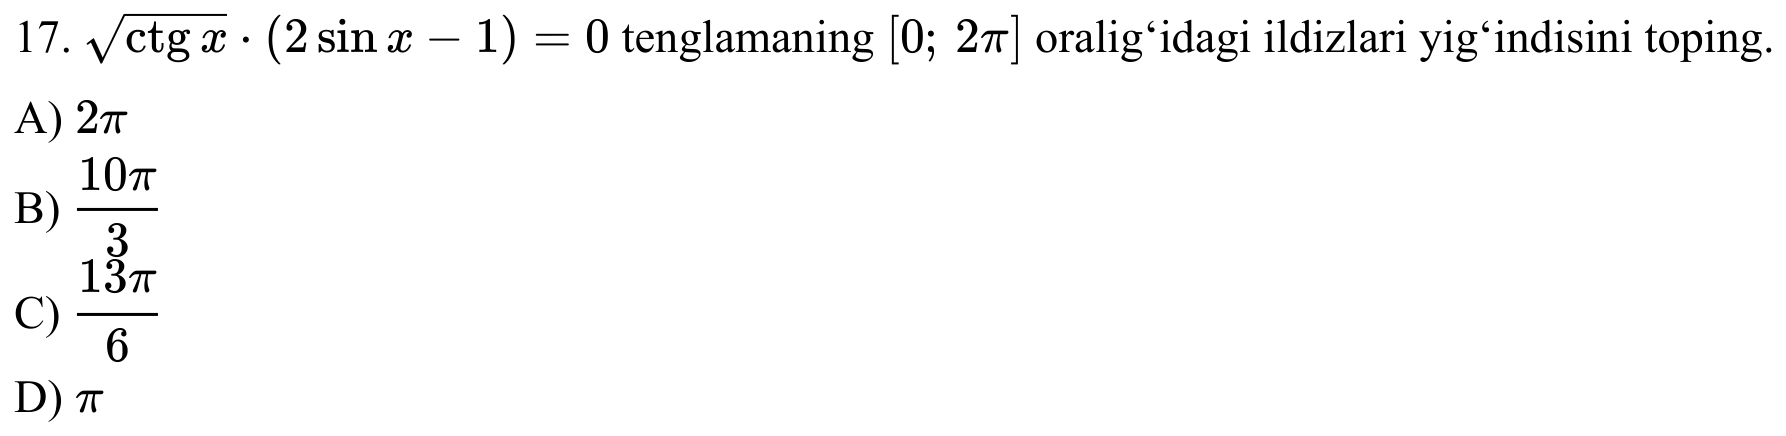 17. √(ctg x) · (2 sin x − 1) = 0 tenglamaning [0; 2π] oralig‘idagi ildizlari yig‘indisini toping.
A) 2π
B) 10π/3
C) 13π/6
D) π